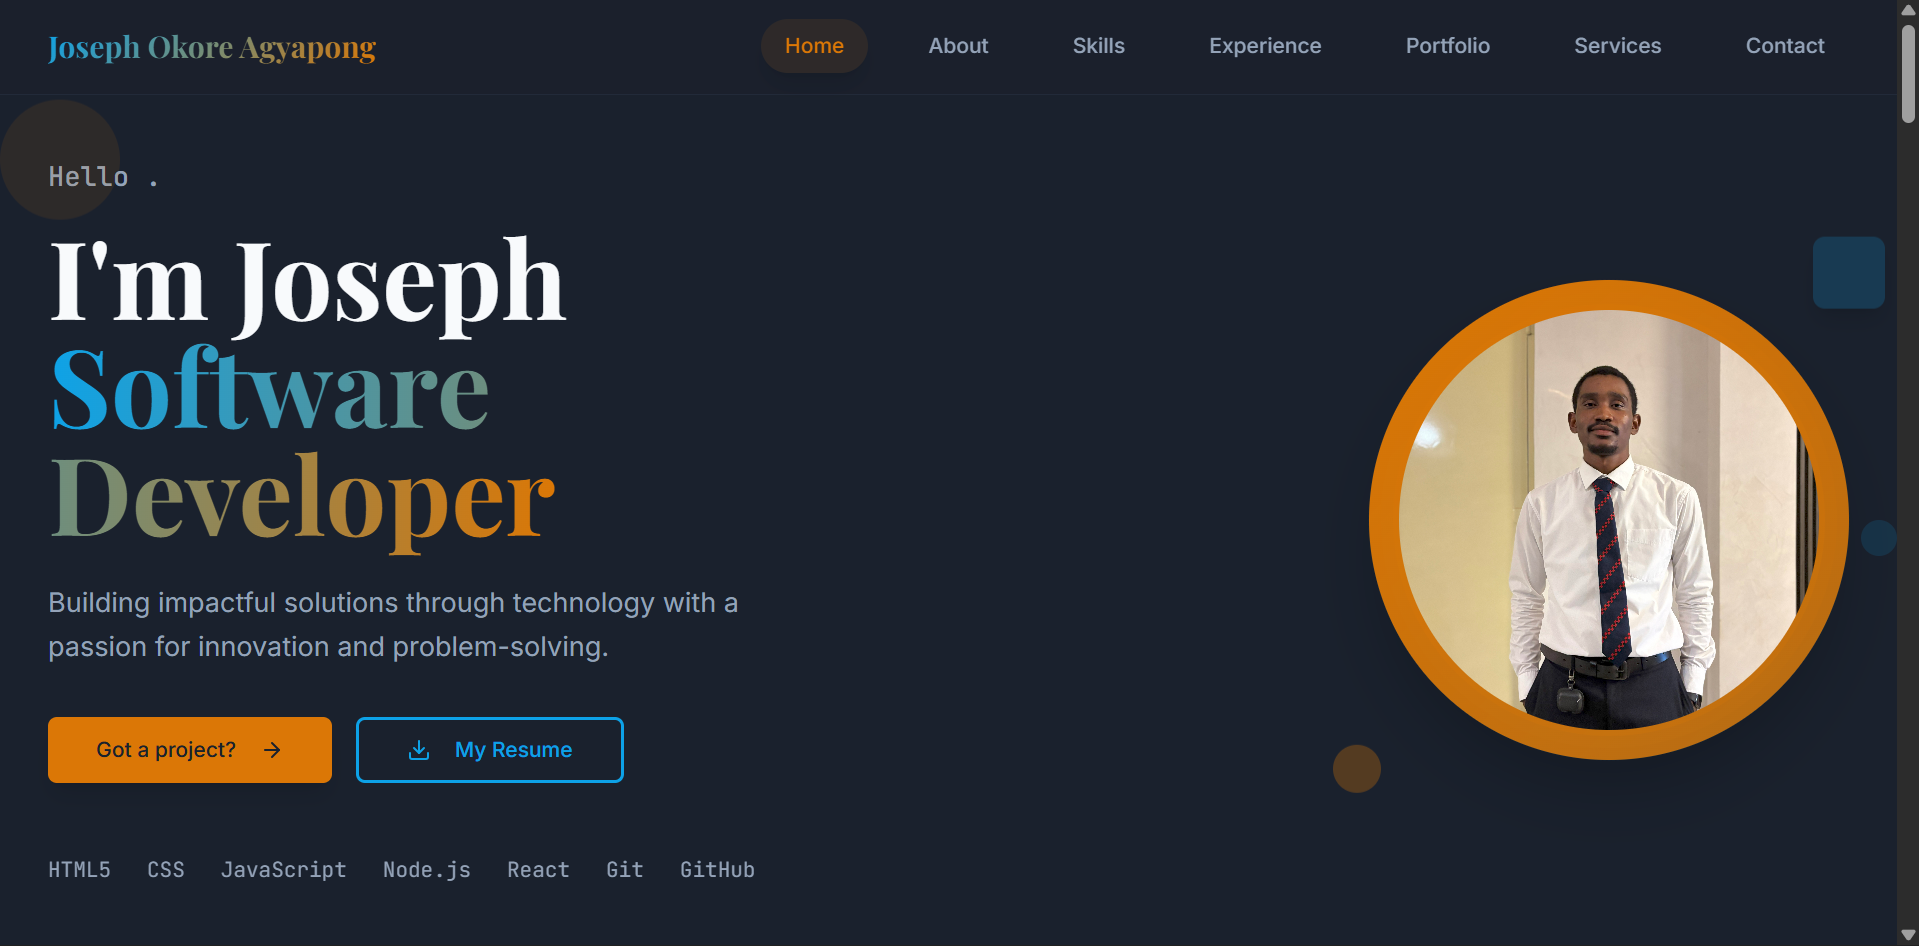 Joseph Okore Agyapong
Home
About
Skills
Experience
Portfolio
Services
Contact
Hello .
I'm Joseph
Software
Developer
Building impactful solutions through technology with a
passion for innovation and problem-solving.
Got a project?
My Resume
HTML5
CSS
JavaScript
Node.js
React
Git
GitHub